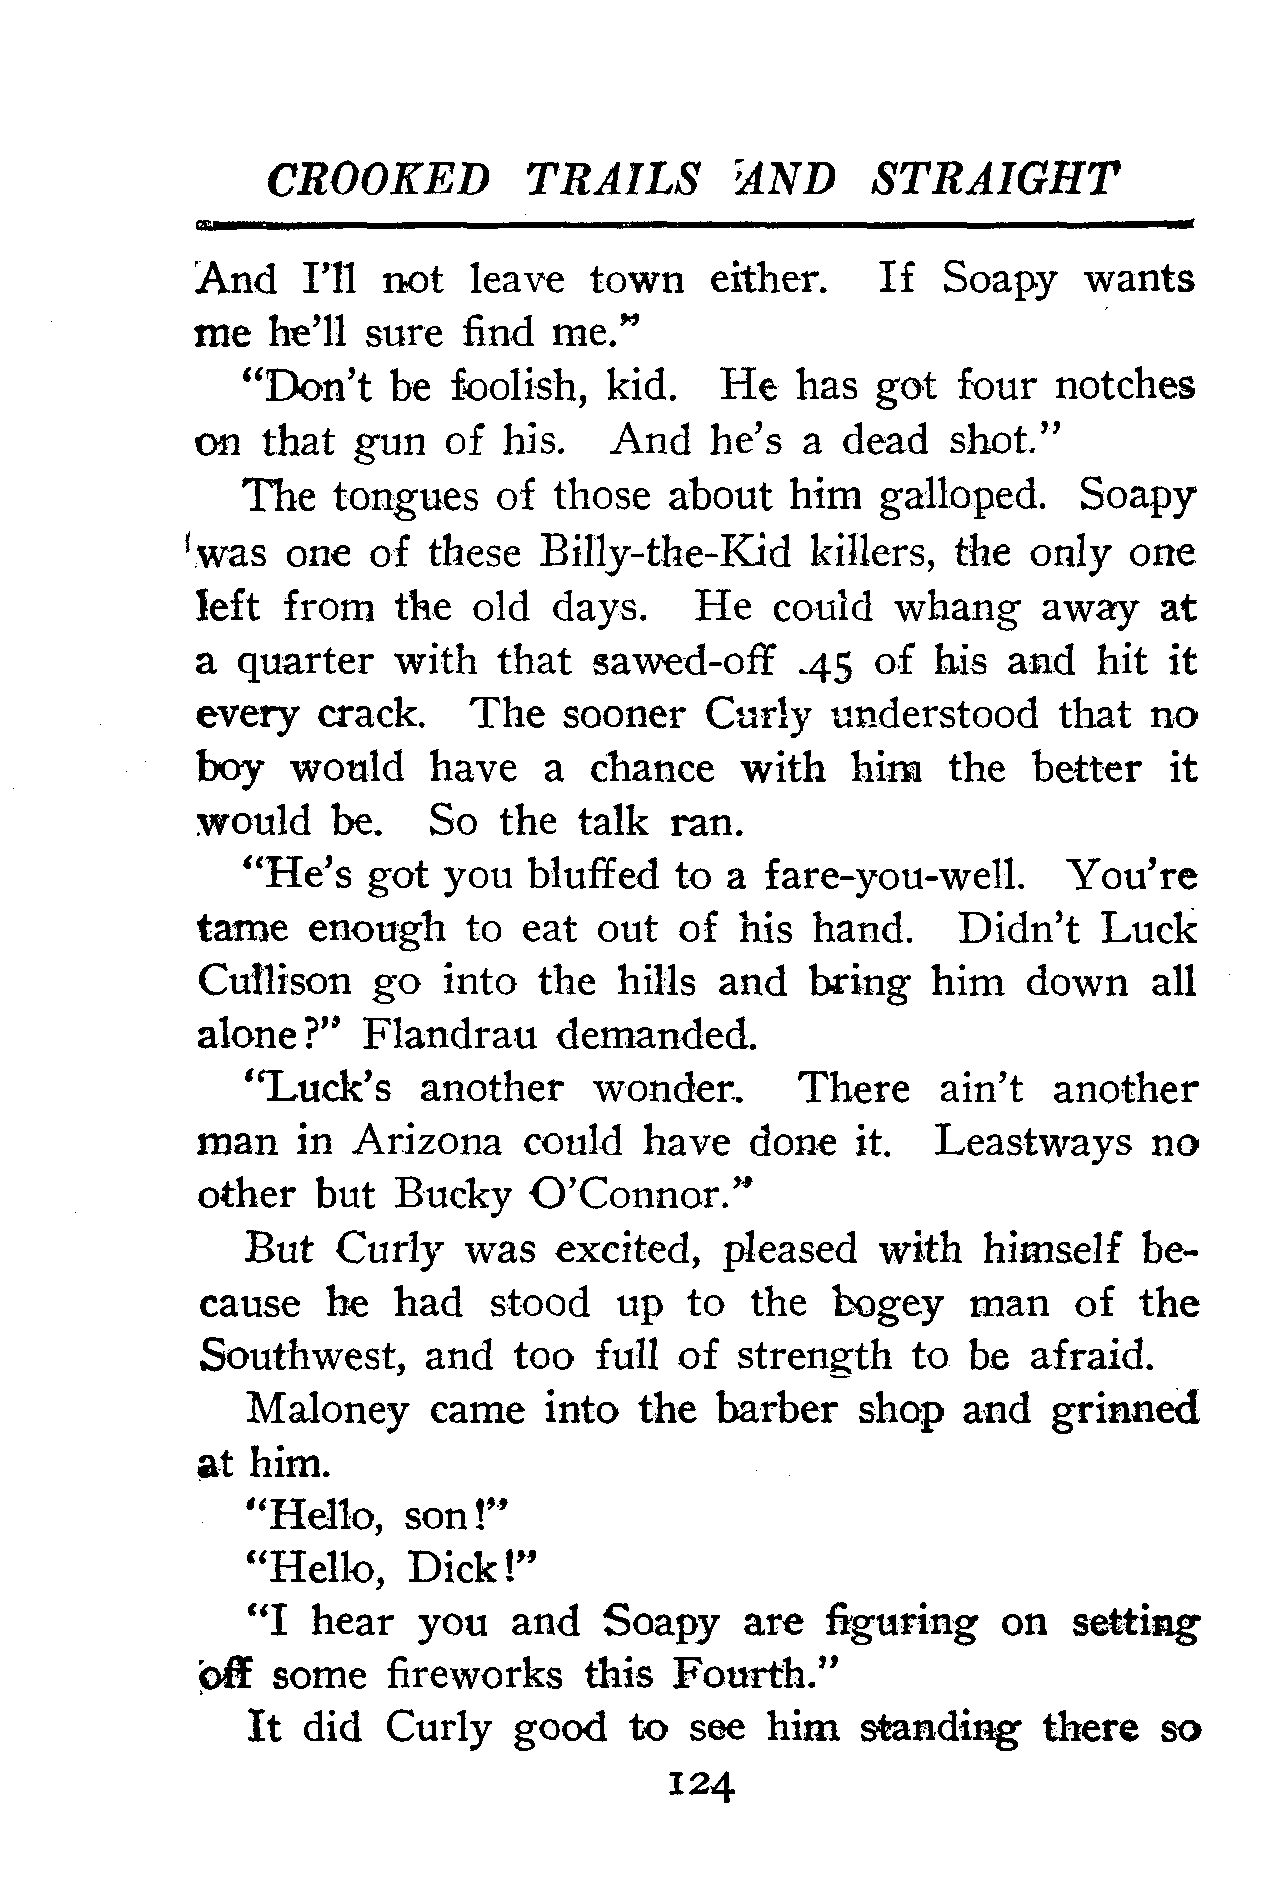 CROOKED TRAILS AND STRAIGHT
And I'll not leave town either. If Soapy wants
me he'll sure find me."
"Don't be foolish, kid. He has got four notches
on that gun of his. And he's a dead shot."
The tongues of those about him galloped. Soapy
was one of these Billy-the-Kid killers, the only one
left from the old days. He could whang away at
a quarter with that sawed-off .45 of his and hit it
every crack. The sooner Curly understood that no
boy would have a chance with him the better it
would be. So the talk ran.
"He's got you bluffed to a fare-you-well. You're
tame enough to eat out of his hand. Didn't Luck
Cullison go into the hills and bring him down all
alone?" Flandrau demanded.
"Luck's another wonder. There ain't another
man in Arizona could have done it. Leastways no
other but Bucky O'Connor."
But Curly was excited, pleased with himself be-
cause he had stood up to the bogey man of the
Southwest, and too full of strength to be afraid.
Maloney came into the barber shop and grinned
at him.
"Hello, son!"
"Hello, Dick!"
"I hear you and Soapy are figuring on setting
off some fireworks this Fourth."
It did Curly good to see him standing there so
124